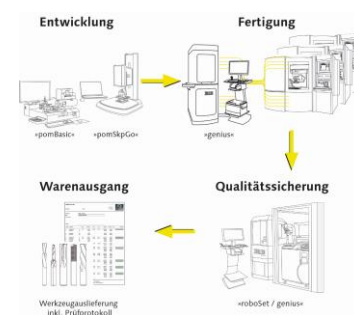 Entwicklung
Fertigung
»pomBasic«
»pomSkpGo«
»genius«
Warenausgang
Qualitätssicherung
Werkzeugauslieferung
inkl. Prüfprotokoll
»roboSet / genius«